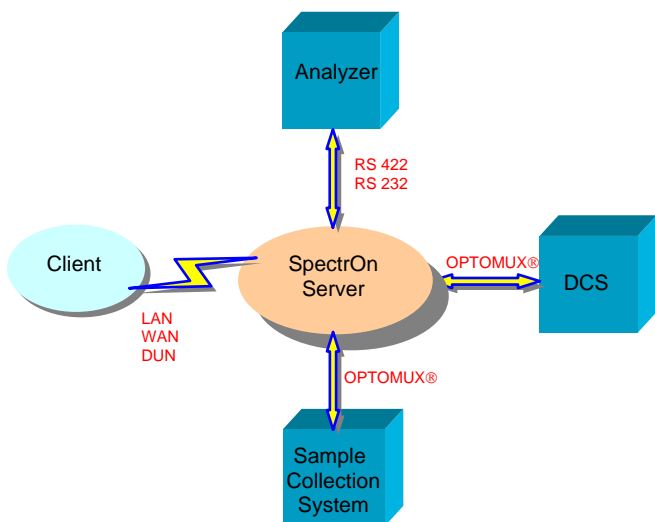 Analyzer
RS 422
RS 232
Client
SpectrOn
Server
OPTOMUX®
DCS
LAN
WAN
DUN
OPTOMUX®
Sample
Collection
System